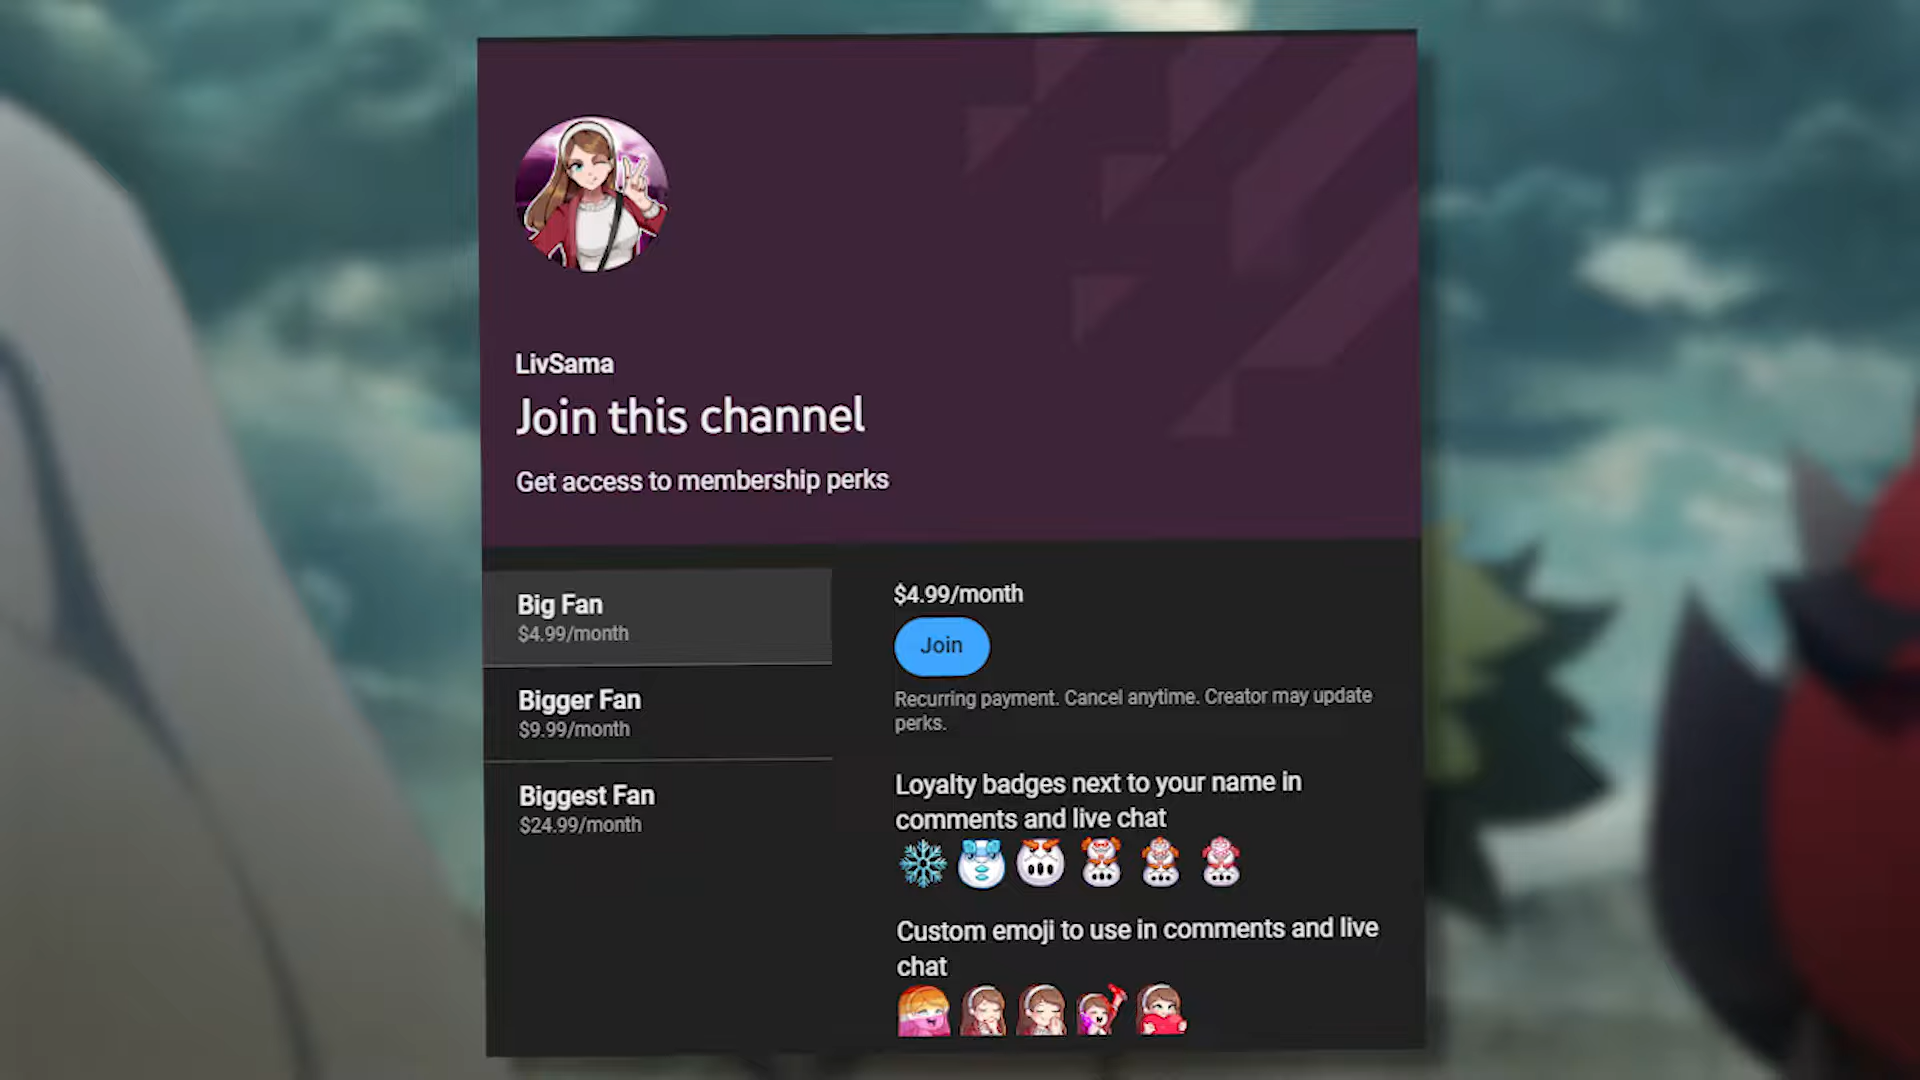 LivSama
Join this channel
Get access to membership perks
Big Fan
$4.99/month
Bigger Fan
$9.99/month
Biggest Fan
$24.99/month
$4.99/month
Join
Recurring payment. Cancel anytime. Creator may update
perks.
Loyalty badges next to your name in
comments and live chat
Custom emoji to use in comments and live
chat